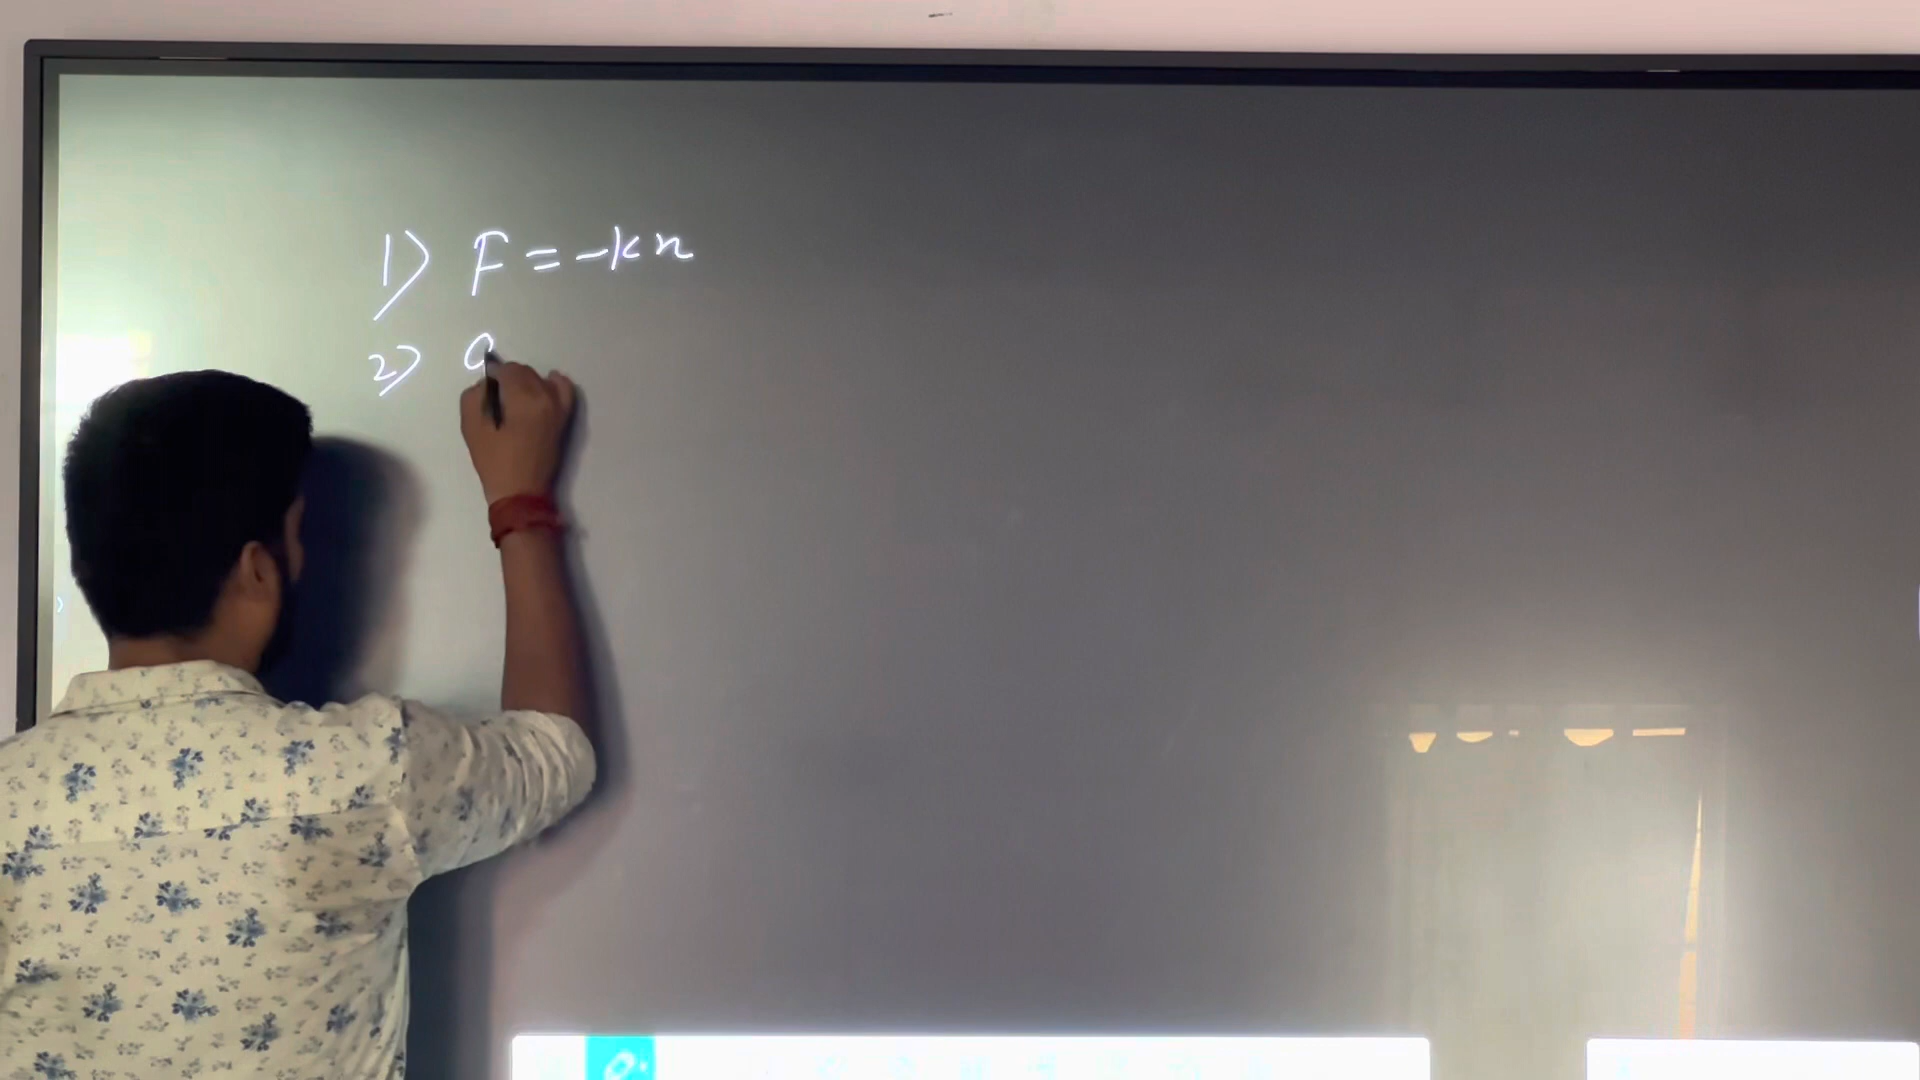 1) F = -kx
2) a